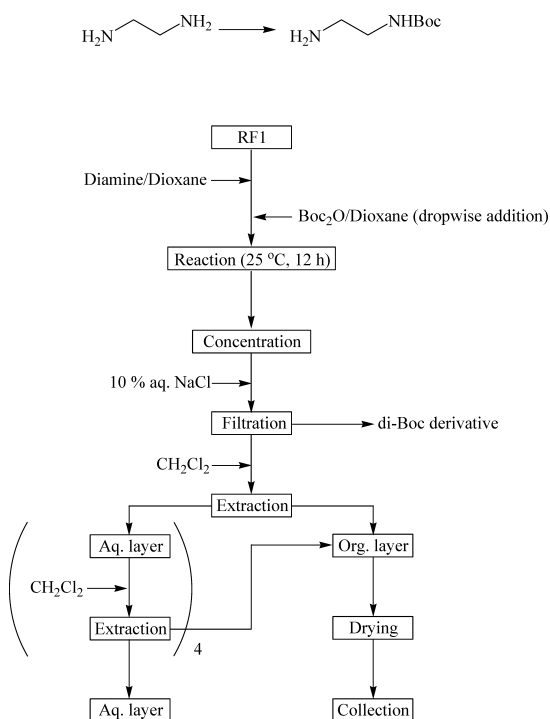 H₂N NH₂ H₂N NHBoc
RF1
Diamine/Dioxane
Boc₂O/Dioxane (dropwise addition)
Reaction (25 °C, 12 h)
Concentration
10 % aq. NaCl
Filtration di-Boc derivative
CH₂Cl₂
Extraction
Aq. layer Org. layer
CH₂Cl₂
Extraction Drying
4
Aq. layer Collection